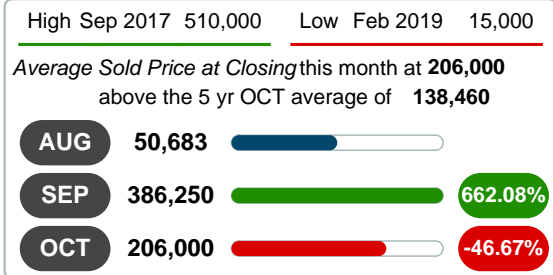 High Sep 2017 510,000 Low Feb 2019 15,000
Average Sold Price at Closing this month at 206,000
above the 5 yr OCT average of 138,460
AUG 50,683
SEP 386,250 662.08%
OCT 206,000 -46.67%